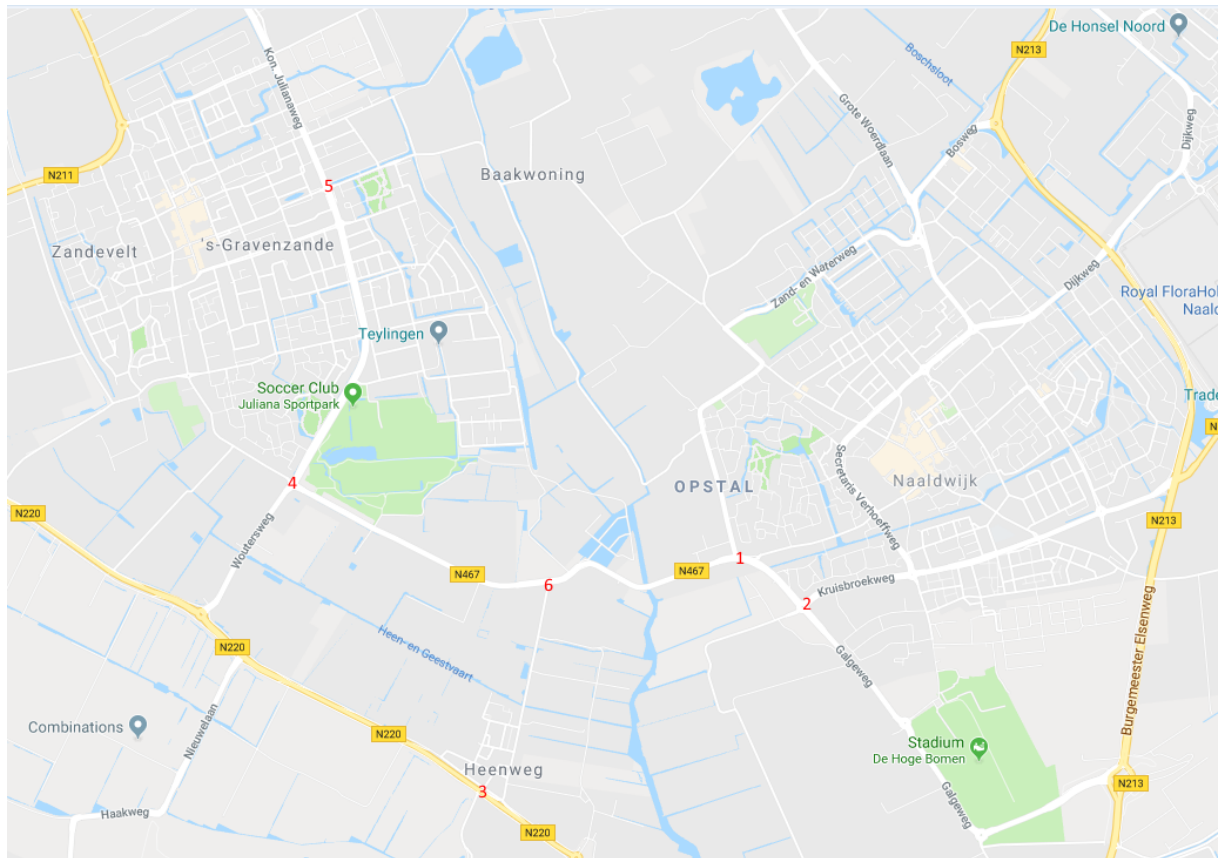 De Honsel Noord
N213
Kon. Julianaweg
Boschsloot
Grote Woerdlaan
Bosweg
Dijkweg
N211
5
Baakwoning
Zandevelt
's-Gravenzande
Zand- en Waterweg
Dijkweg
Royal FloraHol
Naald
Teylingen
Soccer Club
Juliana Sportpark
Trade
N
Secretaris Verhoeffweg
4
OPSTAL
Naaldwijk
N220
Woutersweg
N213
1
N467
N467
6
Kruisbroekweg
2
N220
Heen- en Geestvaart
Galgeweg
Burgemeester Elsenweg
Combinations
Nieuwelaan
N220
Stadium
De Hoge Bomen
Heenweg
3
N213
Haakweg
Galgeweg
N220